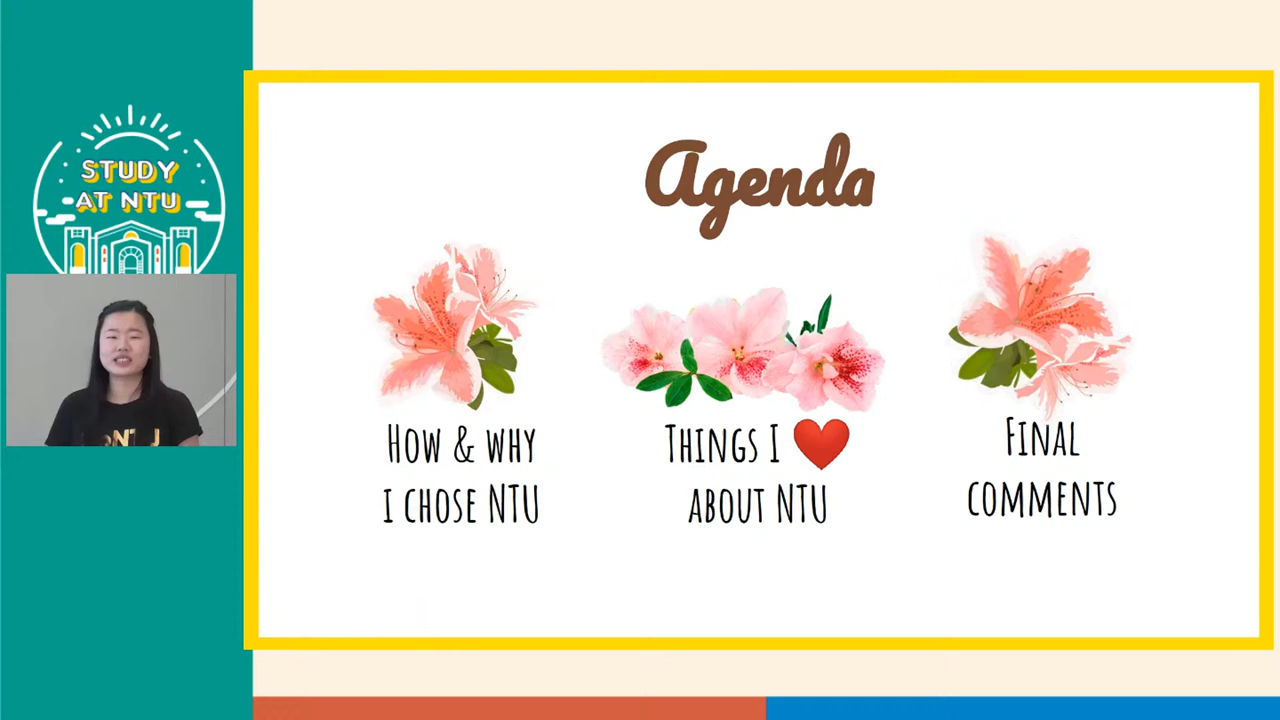 STUDY
AT NTU
Agenda
HOW & WHY
I CHOSE NTU
THINGS I ❤️
ABOUT NTU
FINAL
COMMENTS